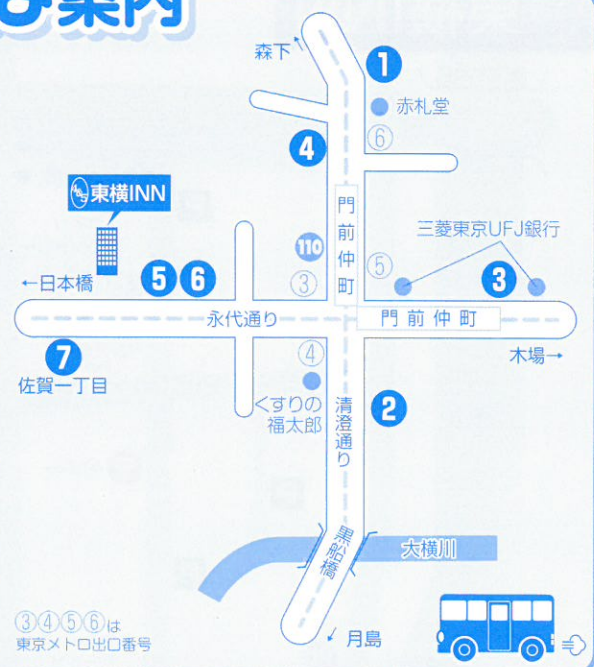 び案内
森下
1
赤札堂
6
4
東横INN
門前仲町
三菱東京UFJ銀行
110
5
3
←日本橋
5 6
3
永代通り
門前仲町
木場→
7
佐賀一丁目
4
くすりの
福太郎
清澄通り
2
黒船橋
大横川
③④⑤⑥は
東京メトロ出口番号
月島